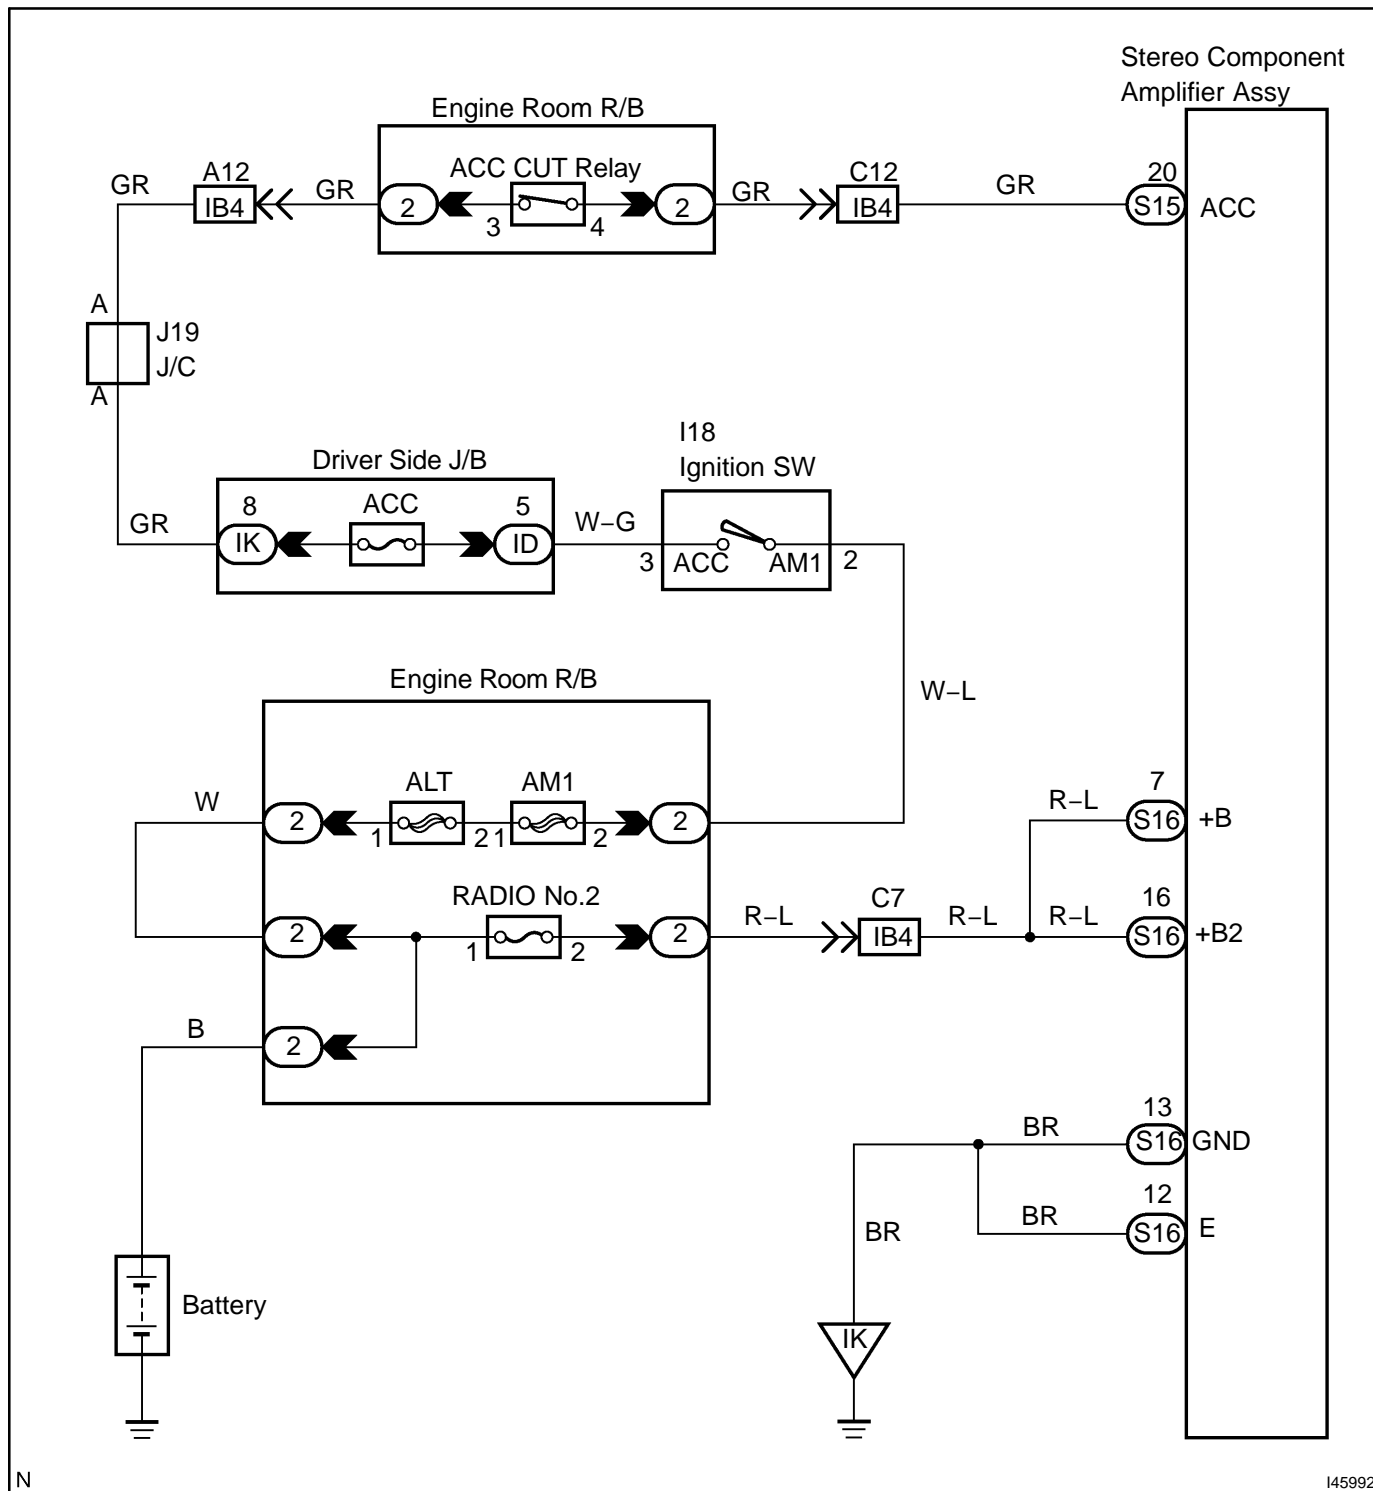 Stereo Component
Amplifier Assy
Engine Room R/B
ACC CUT Relay
A12
C12
20
GR
GR
GR
GR
IB4
2
3
4
2
IB4
S15
ACC
A
J19
J/C
A
I18
Ignition SW
Driver Side J/B
8
ACC
5
GR
IK
ID
W-G
3
ACC
AM1
2
Engine Room R/B
W-L
ALT
AM1
7
W
R-L
2
1
2
1
2
2
S16
+B
RADIO No.2
C7
16
R-L
R-L
R-L
2
1
2
2
IB4
S16
+B2
B
2
13
BR
S16
GND
12
BR
BR
S16
E
Battery
IK
N
I45992